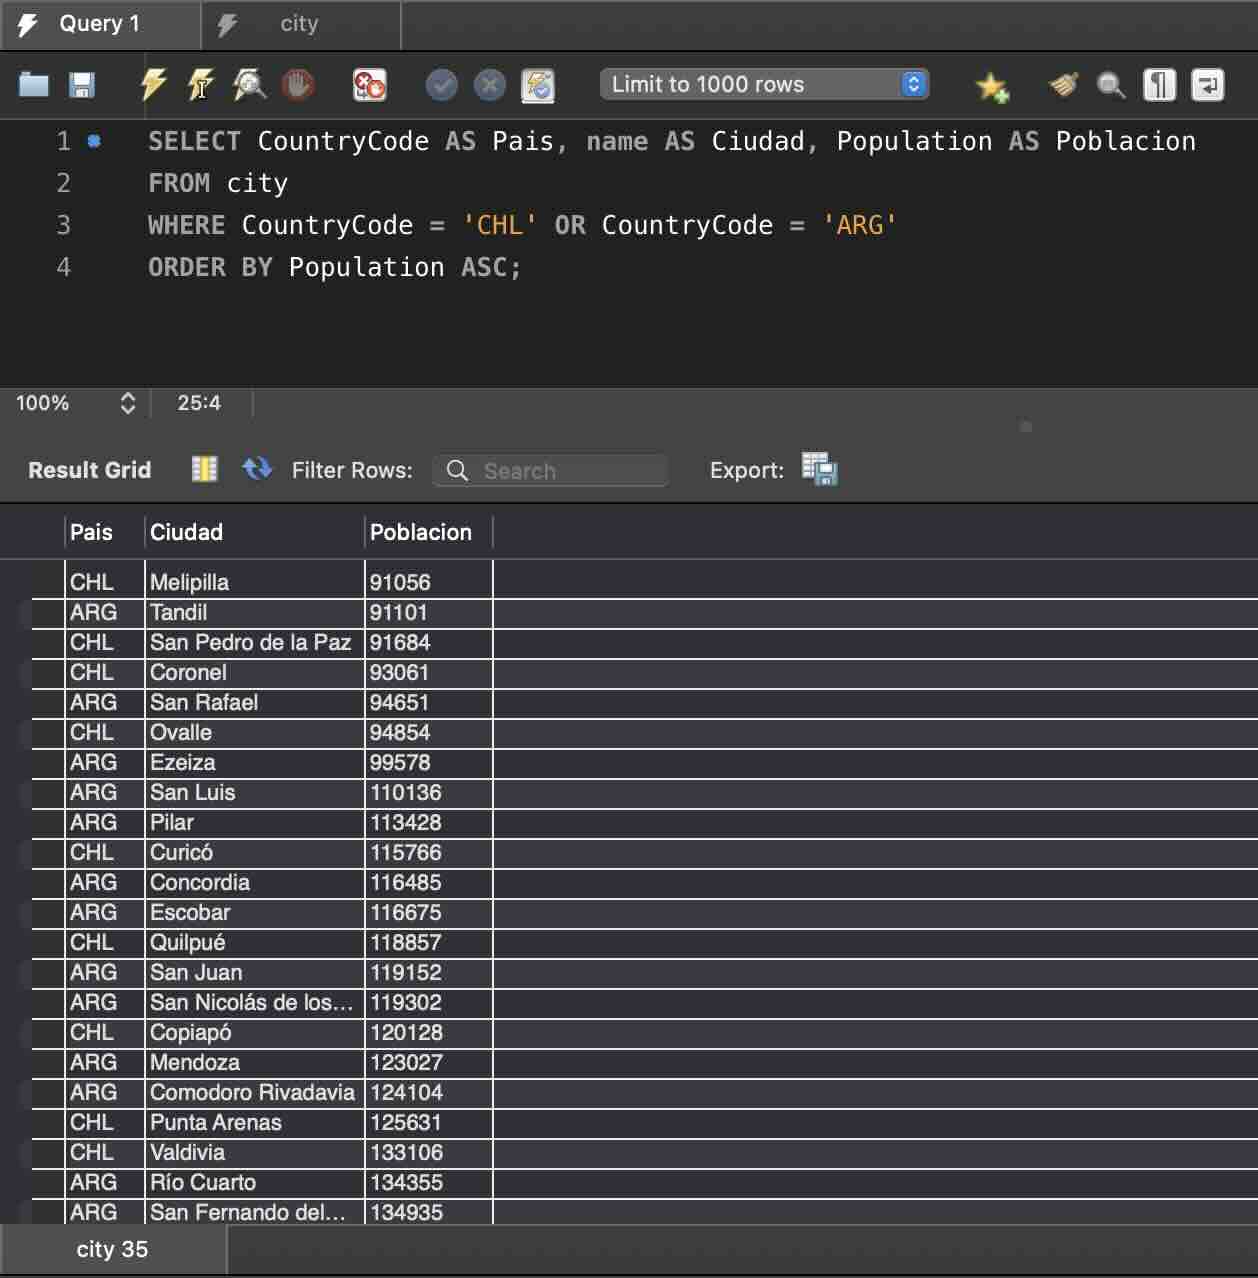 Query 1 city
Limit to 1000 rows
1 SELECT CountryCode AS Pais, name AS Ciudad, Population AS Poblacion
2 FROM city
3 WHERE CountryCode = 'CHL' OR CountryCode = 'ARG'
4 ORDER BY Population ASC;
100% 25:4
Result Grid Filter Rows: Search Export:
Pais Ciudad Poblacion
CHL Melipilla 91056
ARG Tandil 91101
CHL San Pedro de la Paz 91684
CHL Coronel 93061
ARG San Rafael 94651
CHL Ovalle 94854
ARG Ezeiza 99578
ARG San Luis 110136
ARG Pilar 113428
CHL Curicó 115766
ARG Concordia 116485
ARG Escobar 116675
CHL Quilpué 118857
ARG San Juan 119152
ARG San Nicolás de los... 119302
CHL Copiapó 120128
ARG Mendoza 123027
ARG Comodoro Rivadavia 124104
CHL Punta Arenas 125631
CHL Valdivia 133106
ARG Río Cuarto 134355
ARG San Fernando del... 134935
city 35